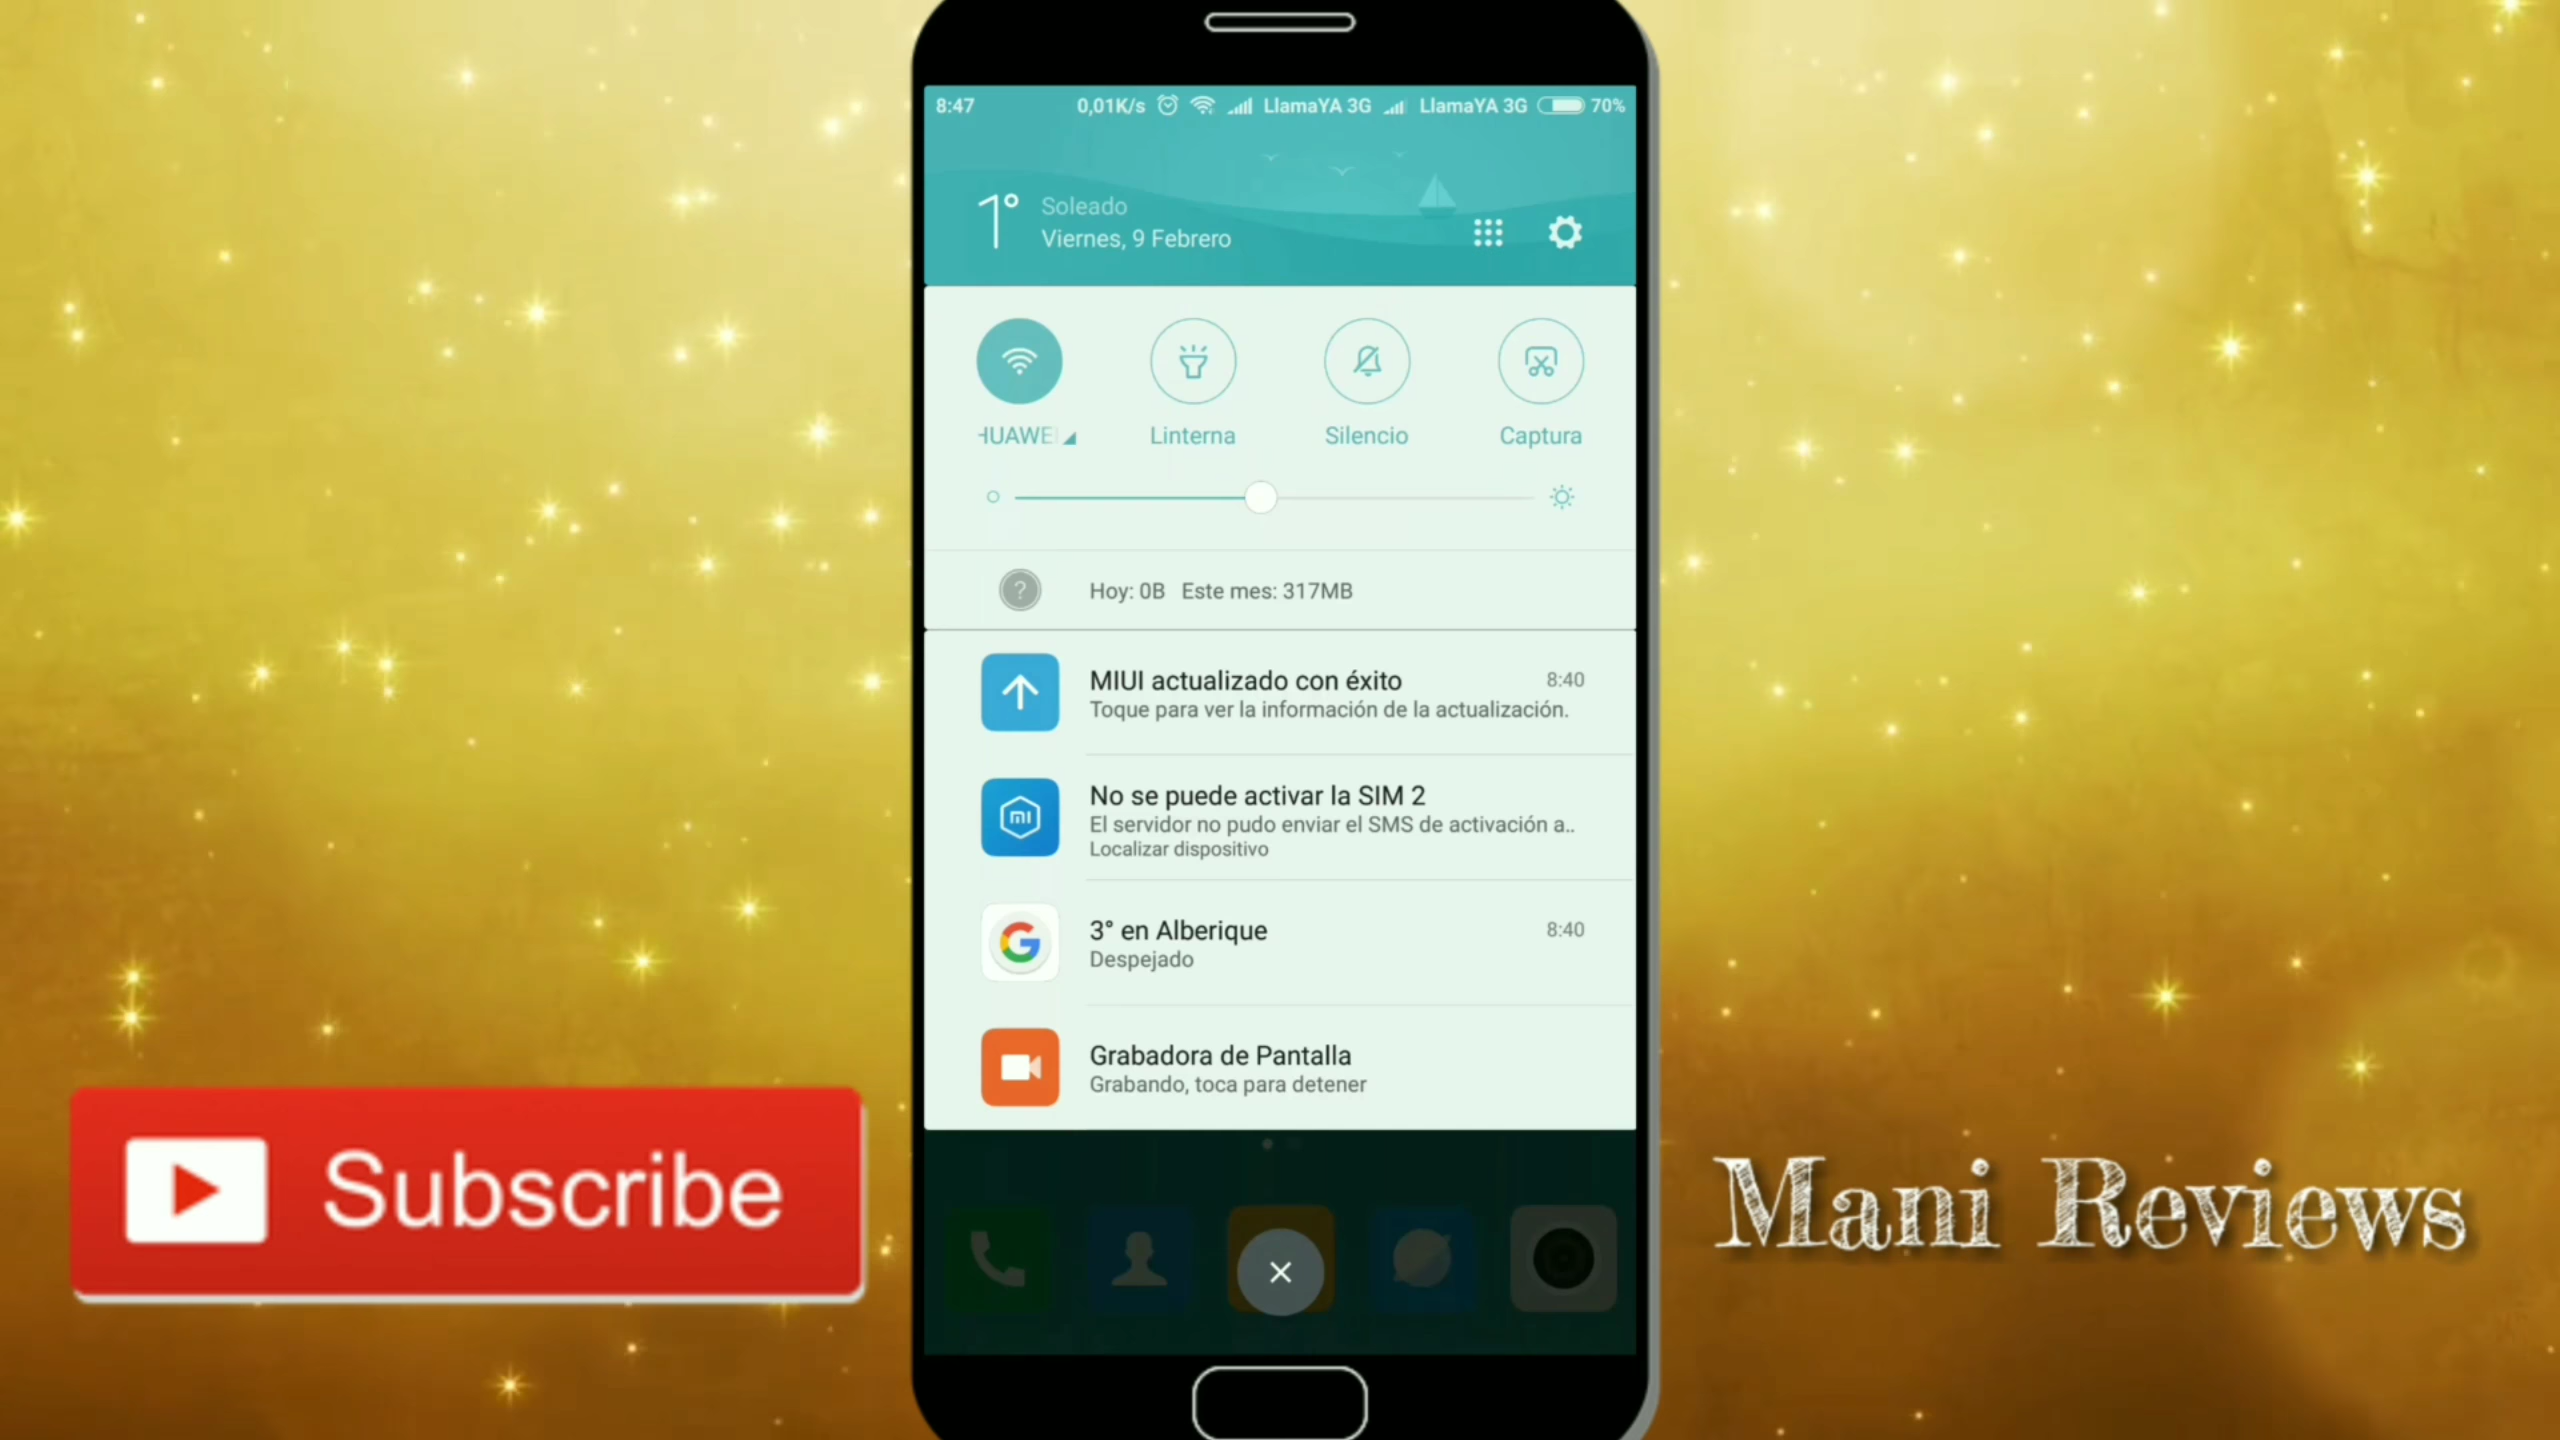 8:47 0,01K/s LlamaYA 3G LlamaYA 3G 70%
1° Soleado
Viernes, 9 Febrero
HUAWEI Linterna Silencio Captura
? Hoy: 0B Este mes: 317MB
MIUI actualizado con éxito 8:40
Toque para ver la información de la actualización.
No se puede activar la SIM 2
El servidor no pudo enviar el SMS de activación a..
Localizar dispositivo
3° en Alberique 8:40
Despejado
Grabadora de Pantalla
Grabando, toca para detener
Subscribe
Mani Reviews